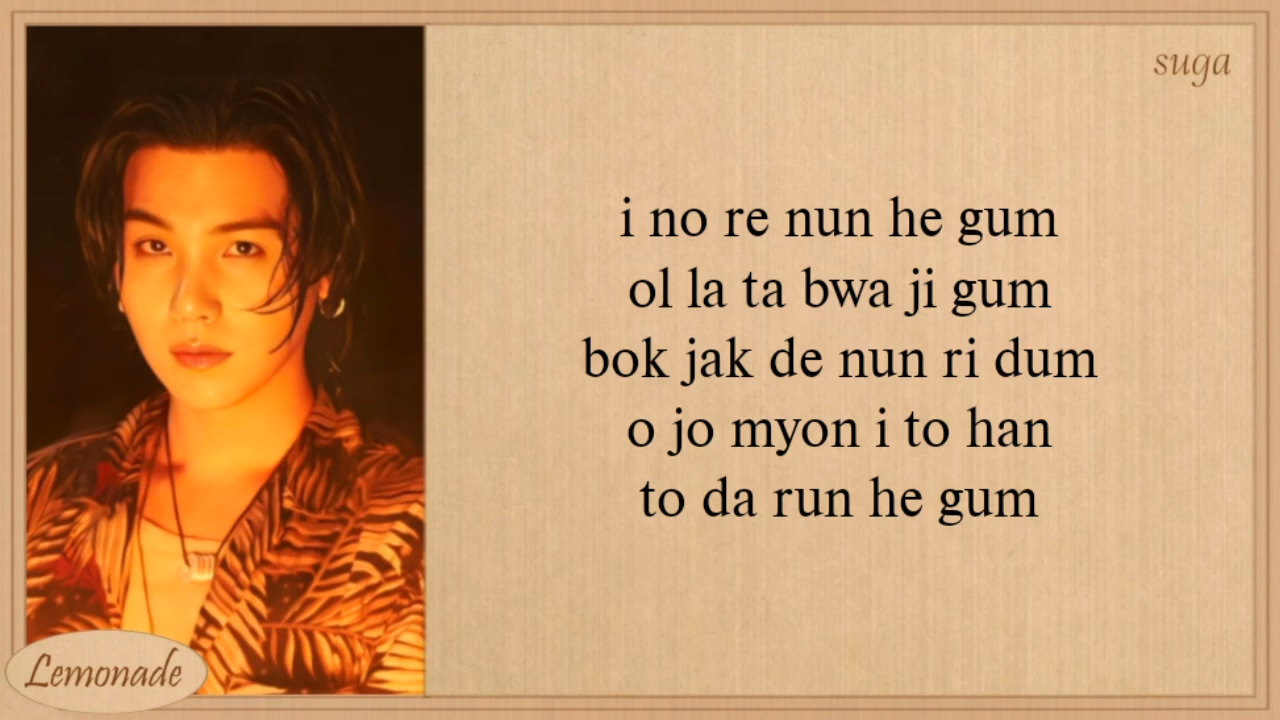 suga
i no re nun he gum
ol la ta bwa ji gum
bok jak de nun ri dum
o jo myon i to han
to da run he gum
Lemonade